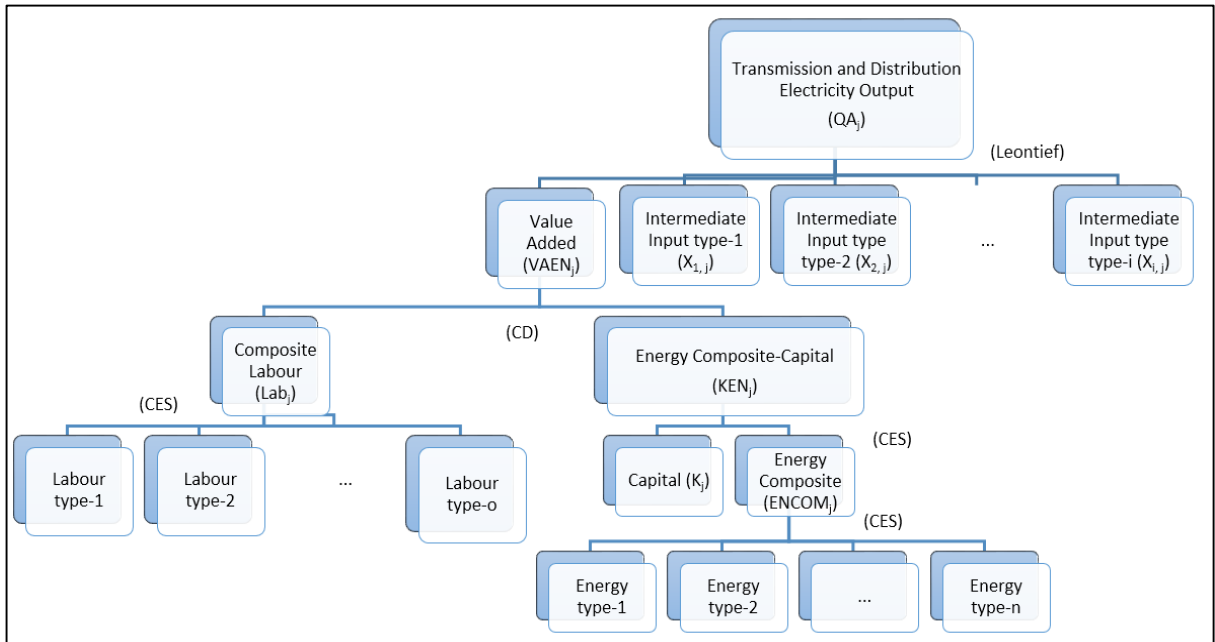 Transmission and Distribution
Electricity Output
(QAj)
(Leontief)
Value
Added
(VAENj)
Intermediate
Input type-1
(X1, j)
Intermediate
Input type
type-2 (X2, j)
...
Intermediate
Input type
type-i (Xi, j)
(CD)
Composite
Labour
(Labj)
Energy Composite-Capital
(KENj)
(CES)
(CES)
Labour
type-1
Labour
type-2
...
Labour
type-o
Capital (Kj)
Energy
Composite
(ENCOMj)
(CES)
Energy
type-1
Energy
type-2
...
Energy
type-n